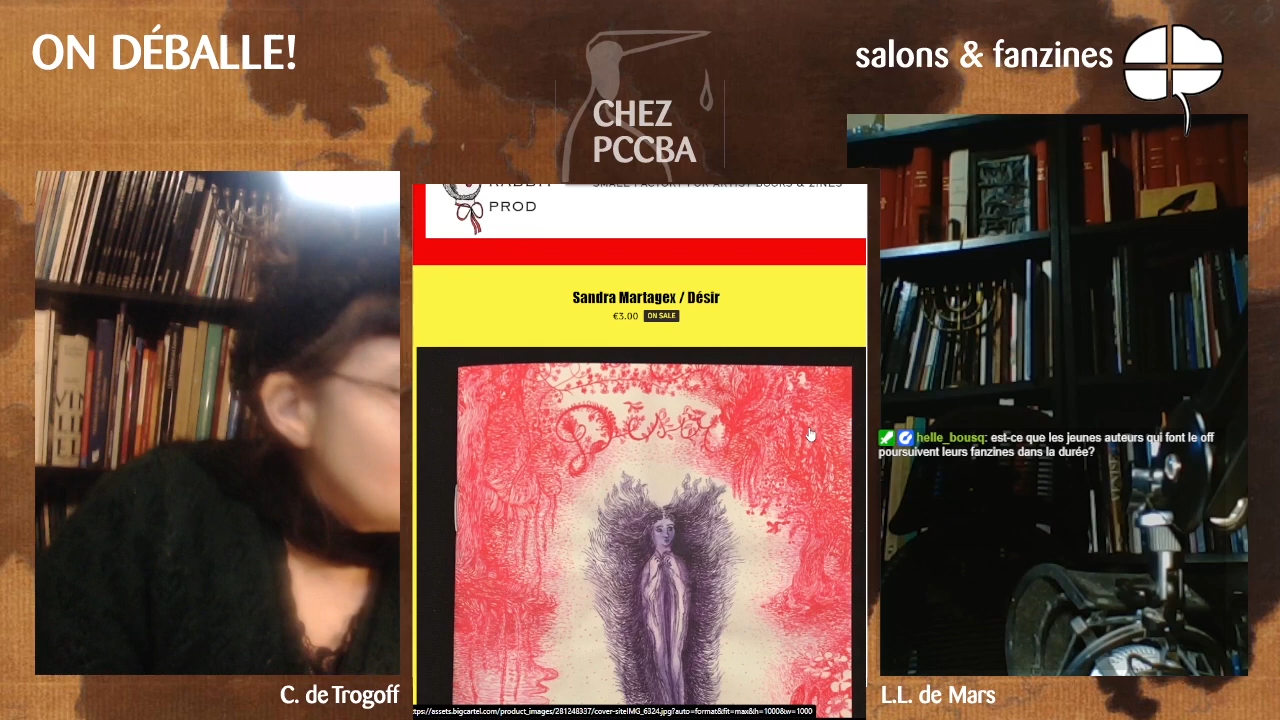 ON DÉBALLE!
salons & fanzines
CHEZ
PCCBA
RABBIT
SMALL FACTORY FOR ARTIST BOOKS & ZINES
PROD
Sandra Martagex / Désir
€3.00 ON SALE
Désir
helle_bousq: est-ce que les jeunes auteurs qui font le off
poursuivent leurs fanzines dans la durée?
C. de Trogoff
L.L. de Mars